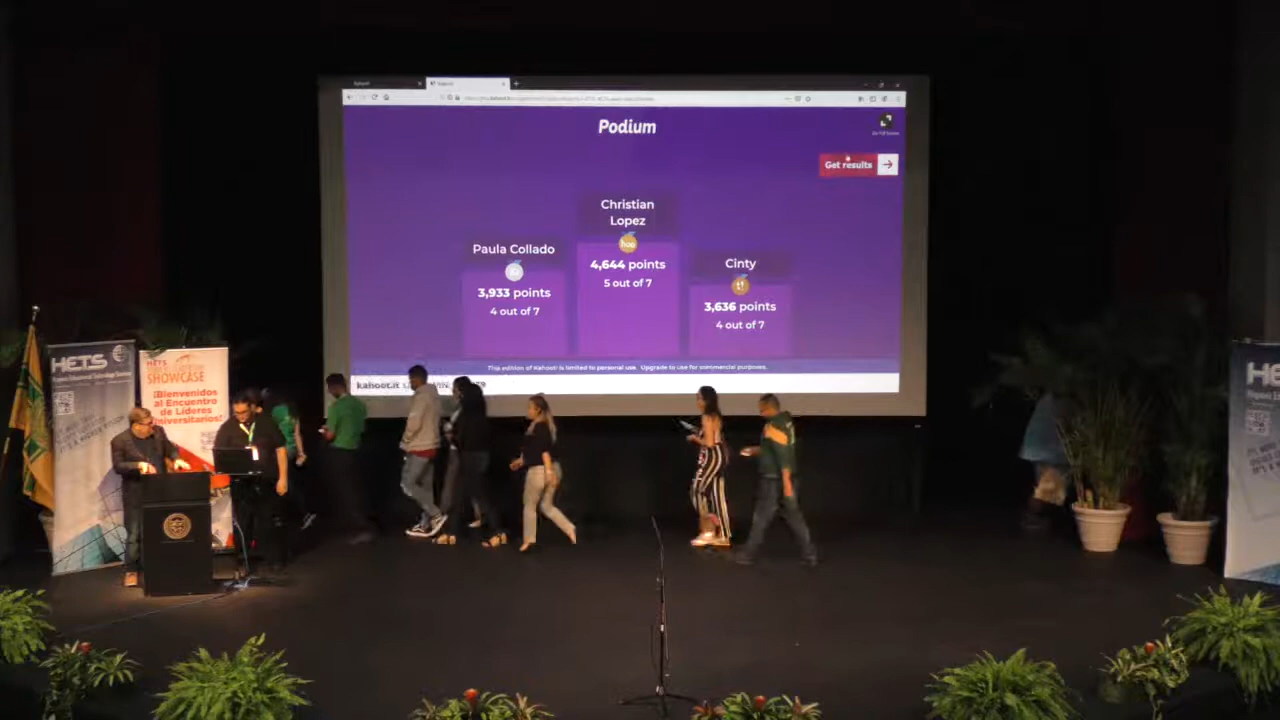 Podium
Get results
Christian
Lopez
4,644 points
5 out of 7
Paula Collado
3,933 points
4 out of 7
Cinty
3,636 points
4 out of 7
This edition of Kahoot! is limited to personal use. Upgrade to use for commercial purposes.
kahoot.it
HETS
HETS
SHOWCASE
¡Bienvenidos
al Encuentro
de Líderes
Universitarios!
HE